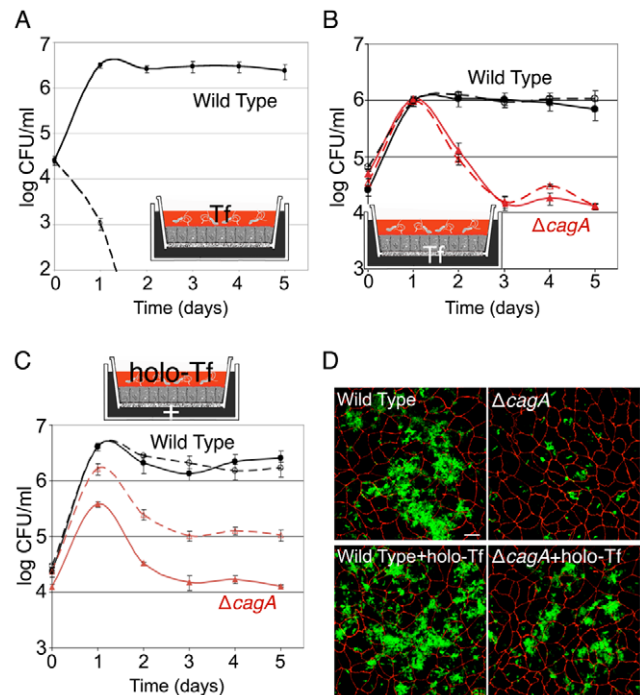 A
7
6
5
4
3
2
log CFU/ml
Wild Type
Tf
0 1 2 3 4 5
Time (days)
B
7
6
5
4
3
log CFU/ml
Wild Type
ΔcagA
Tf
0 1 2 3 4 5
Time (days)
C
holo-Tf
+
7
6
5
4
3
log CFU/ml
Wild Type
ΔcagA
0 1 2 3 4 5
Time (days)
D
Wild Type
ΔcagA
Wild Type+holo-Tf
ΔcagA+holo-Tf